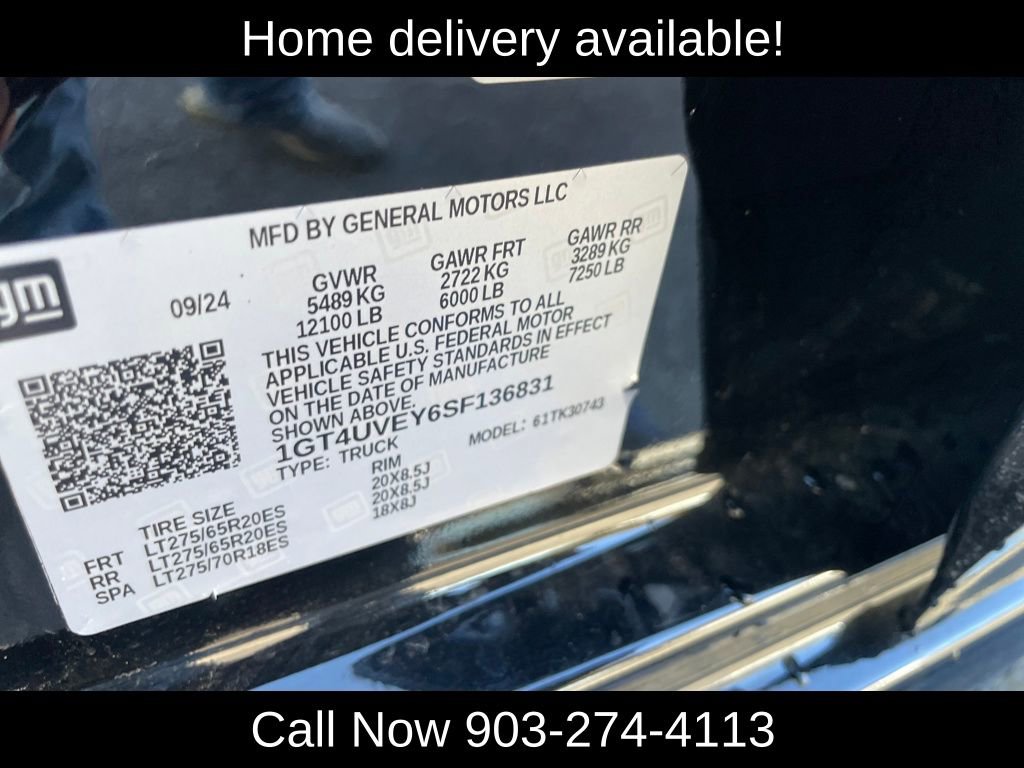 Home delivery available!
MFD BY GENERAL MOTORS LLC
gm
09/24
GVWR
5489 KG
12100 LB
GAWR FRT
2722 KG
6000 LB
GAWR RR
3289 KG
7250 LB
THIS VEHICLE CONFORMS TO ALL
APPLICABLE U.S. FEDERAL MOTOR
VEHICLE SAFETY STANDARDS IN EFFECT
ON THE DATE OF MANUFACTURE
SHOWN ABOVE.
1GT4UVEY6SF136831
TYPE: TRUCK
MODEL: 61TK30743
TIRE SIZE RIM
FRT LT275/65R20ES 20X8.5J
RR LT275/65R20ES 20X8.5J
SPA LT275/70R18ES 18X8J
Call Now 903-274-4113